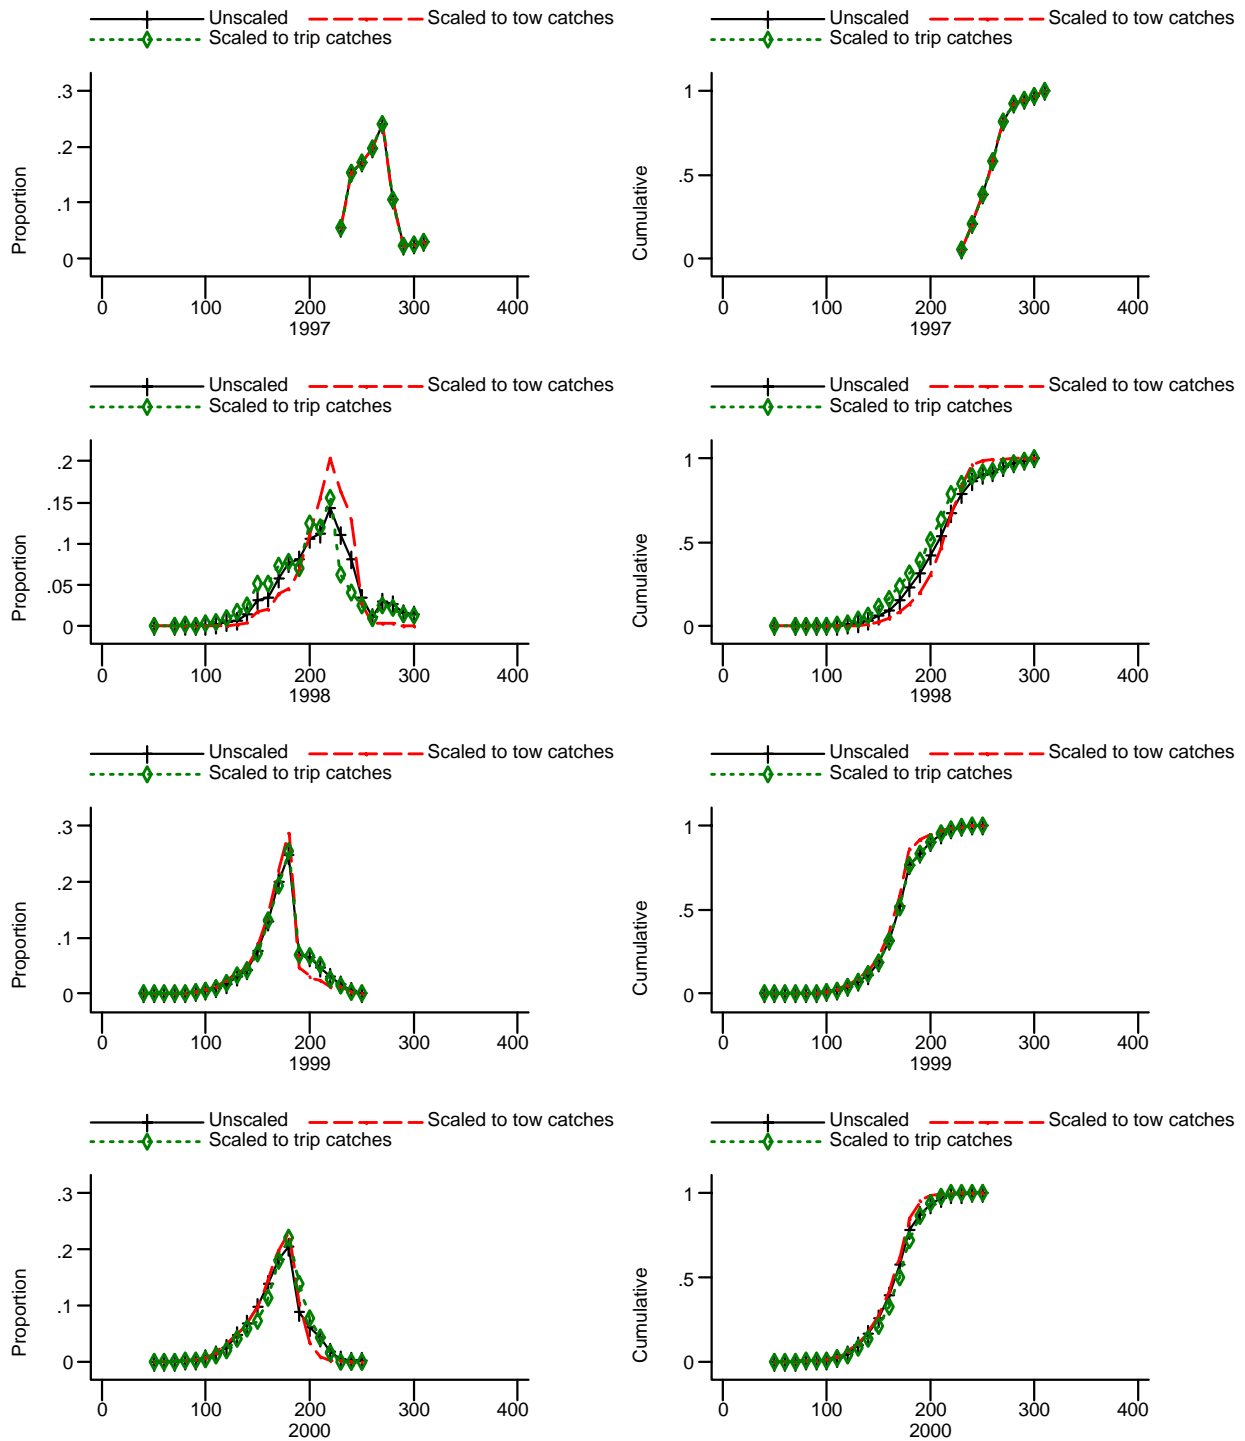 Unscaled Scaled to tow catches
Scaled to trip catches
Proportion
.3
.2
.1
0
0 100 200 300 400
1997
Unscaled Scaled to tow catches
Scaled to trip catches
Cumulative
1
.5
0
0 100 200 300 400
1997
Unscaled Scaled to tow catches
Scaled to trip catches
Proportion
.2
.15
.1
.05
0
0 100 200 300 400
1998
Unscaled Scaled to tow catches
Scaled to trip catches
Cumulative
1
.5
0
0 100 200 300 400
1998
Unscaled Scaled to tow catches
Scaled to trip catches
Proportion
.3
.2
.1
0
0 100 200 300 400
1999
Unscaled Scaled to tow catches
Scaled to trip catches
Cumulative
1
.5
0
0 100 200 300 400
1999
Unscaled Scaled to tow catches
Scaled to trip catches
Proportion
.3
.2
.1
0
0 100 200 300 400
2000
Unscaled Scaled to tow catches
Scaled to trip catches
Cumulative
1
.5
0
0 100 200 300 400
2000